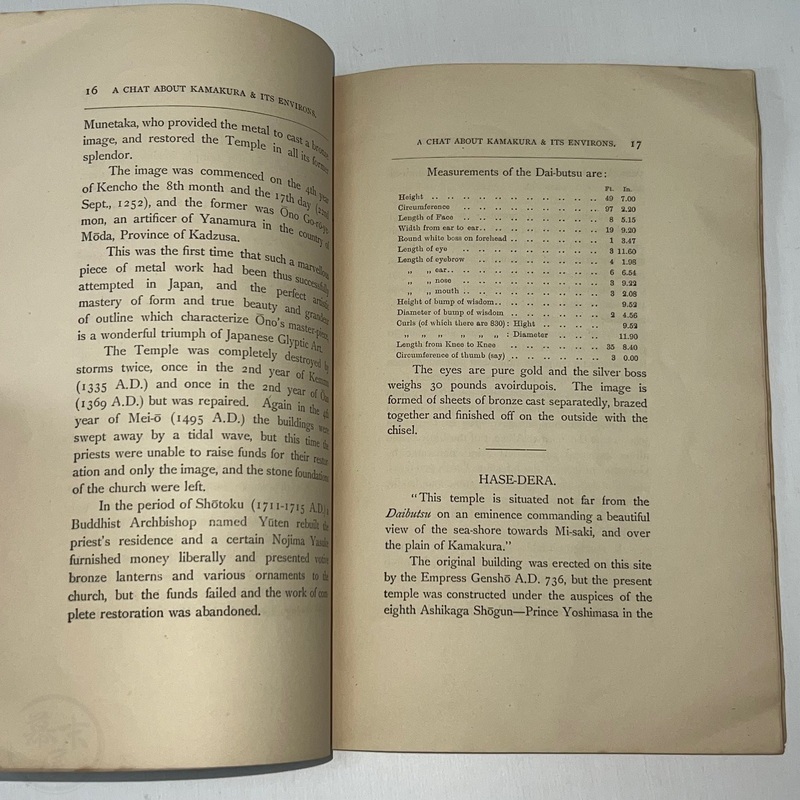 16 A CHAT ABOUT KAMAKURA & ITS ENVIRONS.
Munetaka, who provided the metal to cast a bronze
image, and restored the Temple in all its former
splendor.
The image was commenced on the 4th year
of Kencho the 8th month and the 17th day (22nd
Sept., 1252), and the former was Ōno
mon, an artificer of Yanamura in the country of
Mōda, Province of Kadzusa.
This was the first time that such a marvellous
piece of metal work had been thus successfully
attempted in Japan, and the perfect artistic
mastery of form and true beauty and grandeur
of outline which characterize Ōno's master-piece,
is a wonderful triumph of Japanese Glyptic Art.
The Temple was completely destroyed by
storms twice, once in the 2nd year of
(1335 A.D.) and once in the 2nd year of
(1369 A.D.) but was repaired. Again in the 4th
year of Mei-ō (1495 A.D.) the buildings were
swept away by a tidal wave, but this time the
priests were unable to raise funds for their restor
ation and only the image, and the stone foundations
of the church were left.
In the period of Shōtoku (1711-1715 A.D.) a
Buddhist Archbishop named Yūten rebuilt the
priest's residence and a certain Nojima
furnished money liberally and presented
bronze lanterns and various ornaments to the
church, but the funds failed and the work of com
plete restoration was abandoned.
A CHAT ABOUT KAMAKURA & ITS ENVIRONS. 17
Measurements of the Dai-butsu are:
Ft. In.
Height .. .. .. .. .. .. .. .. .. .. .. 49 7.00
Circumference .. .. .. .. .. .. .. .. .. 97 2.20
Length of Face .. .. .. .. .. .. .. .. .. 8 5.15
Width from ear to ear.. .. .. .. .. .. .. .. 19 9.20
Round white boss on forehead .. .. .. .. .. .. 1 3.47
Length of eye .. .. .. .. .. .. .. .. .. 3 11.60
Length of eyebrow .. .. .. .. .. .. .. .. 4 1.98
„ „ ear.. .. .. .. .. .. .. .. .. 6 6.54
„ „ nose .. .. .. .. .. .. .. .. .. 3 9.22
„ „ mouth .. .. .. .. .. .. .. .. .. 3 2.08
Height of bump of wisdom.. .. .. .. .. .. .. 9.52
Diameter of bump of wisdom .. .. .. .. .. .. 2 4.56
Curls (of which there are 830): Hight .. .. .. .. 9.52
„ „ „ „ „ „ ; Diameter .. .. .. 11.90
Length from Knee to Knee .. .. .. .. .. .. 35 8.40
Circumference of thumb (say) .. .. .. .. .. .. 3 0.00
The eyes are pure gold and the silver boss
weighs 30 pounds avoirdupois. The image is
formed of sheets of bronze cast separatedly, brazed
together and finished off on the outside with the
chisel.
HASE-DERA.
"This temple is situated not far from the
Daibutsu on an eminence commanding a beautiful
view of the sea-shore towards Mi-saki, and over
the plain of Kamakura."
The original building was erected on this site
by the Empress Genshō A.D. 736, but the present
temple was constructed under the auspices of the
eighth Ashikaga Shōgun—Prince Yoshimasa in the